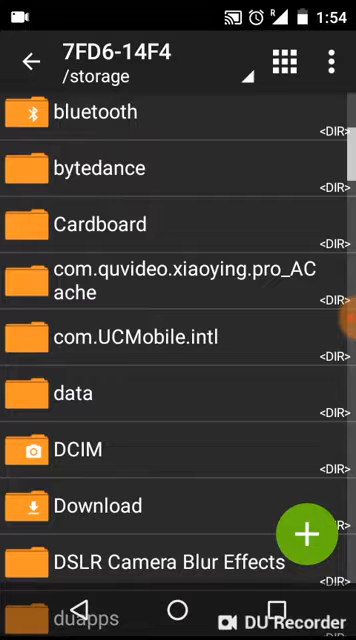 1:54
7FD6-14F4
/storage
bluetooth
<DIR>
bytedance
<DIR>
Cardboard
<DIR>
com.quvideo.xiaoying.pro_AC
ache
<DIR>
com.UCMobile.intl
<DIR>
data
<DIR>
DCIM
<DIR>
Download
R>
DSLR Camera Blur Effects
<DIR>
duapps
DU Recorder